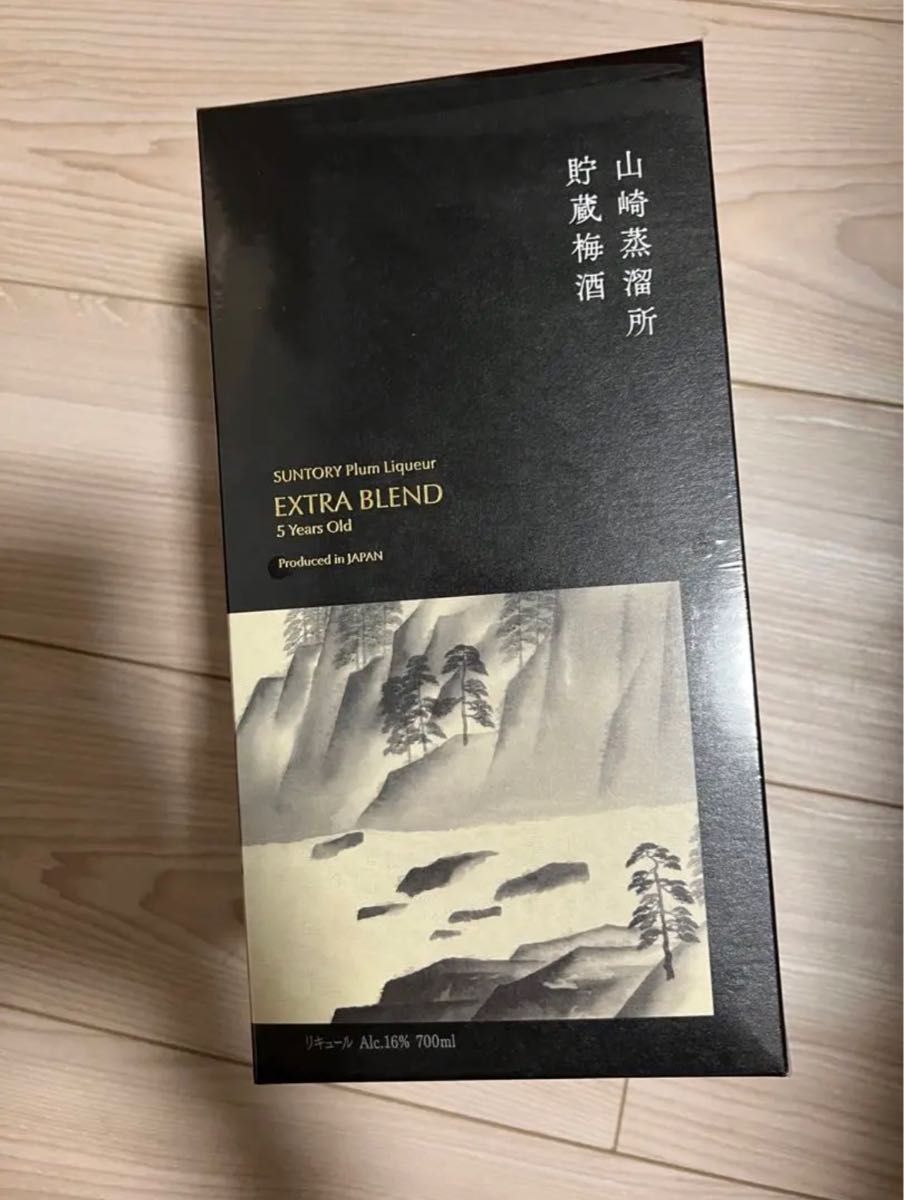 山崎蒸溜所
貯蔵梅酒
SUNTORY Plum Liqueur
EXTRA BLEND
5 Years Old
Produced in JAPAN
リキュール Alc.16% 700ml